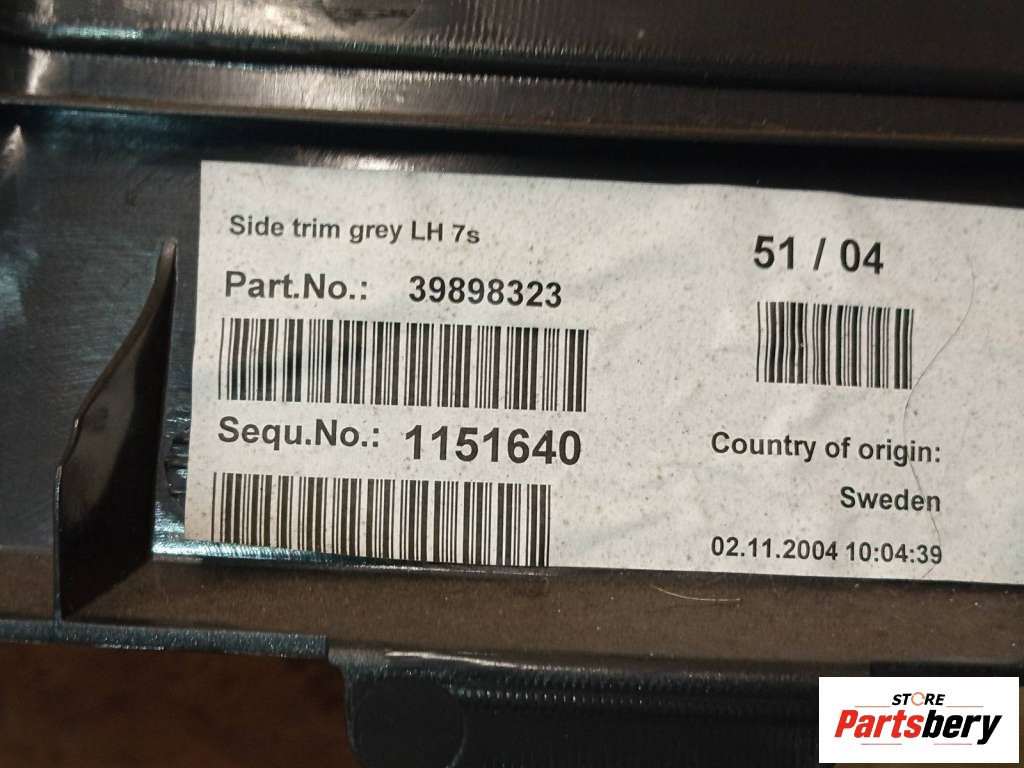 Side trim grey LH 7s
51 / 04
Part.No.: 39898323
Sequ.No.: 1151640
Country of origin:
Sweden
02.11.2004 10:04:39
STORE
Partsbery